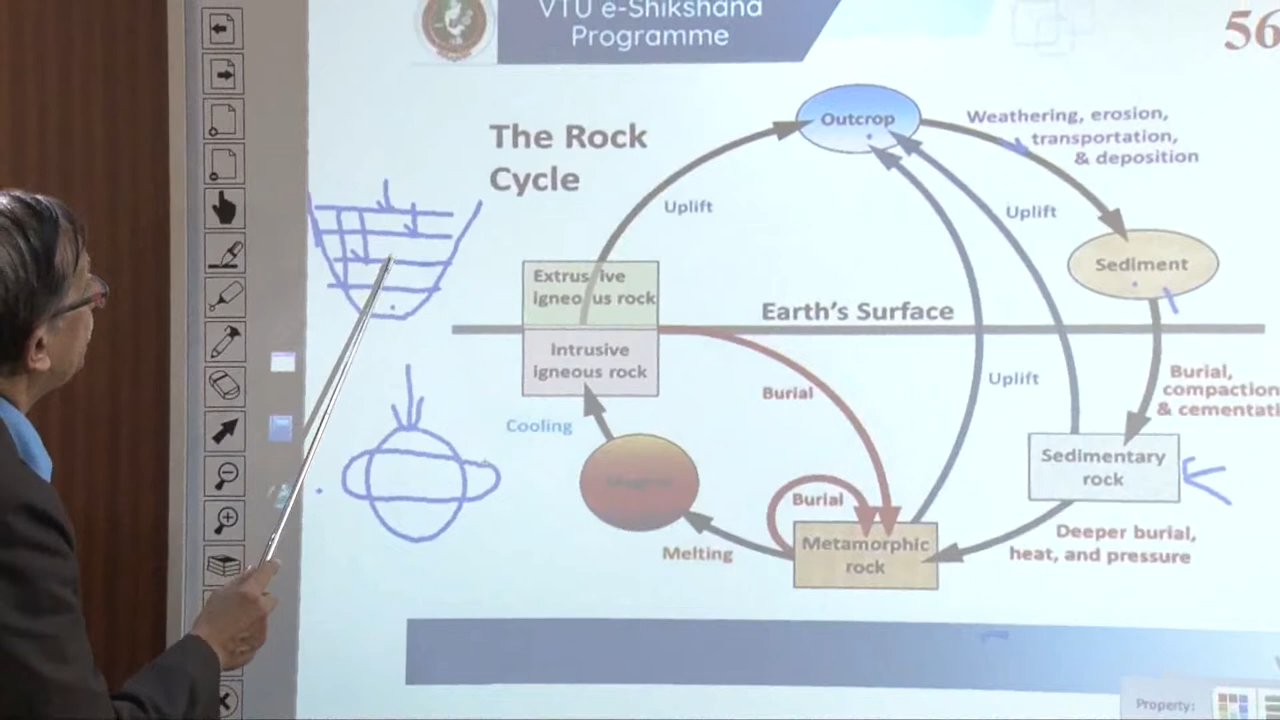 VTU e-Shikshana
Programme
56
The Rock
Cycle
Outcrop
Weathering, erosion,
transportation,
& deposition
Uplift
Uplift
Sediment
Extrusive
igneous rock
Earth's Surface
Intrusive
igneous rock
Burial
Uplift
Burial,
compaction
& cementati
Cooling
Sedimentary
rock
Magma
Burial
Melting
Metamorphic
rock
Deeper burial,
heat, and pressure
Property: